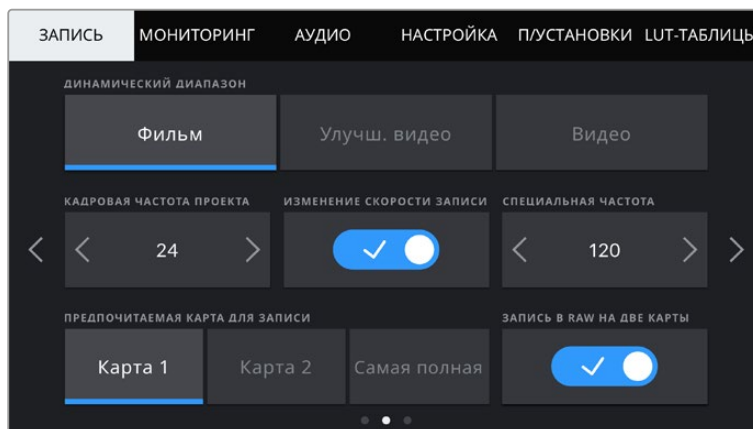 ЗАПИСЬ МОНИТОРИНГ АУДИО НАСТРОЙКА П/УСТАНОВКИ LUT-ТАБЛИЦЫ
ДИНАМИЧЕСКИЙ ДИАПАЗОН
Фильм Улучш. видео Видео
КАДРОВАЯ ЧАСТОТА ПРОЕКТА ИЗМЕНЕНИЕ СКОРОСТИ ЗАПИСИ СПЕЦИАЛЬНАЯ ЧАСТОТА
24 120
ПРЕДПОЧИТАЕМАЯ КАРТА ДЛЯ ЗАПИСИ ЗАПИСЬ В RAW НА ДВЕ КАРТЫ
Карта 1 Карта 2 Самая полная